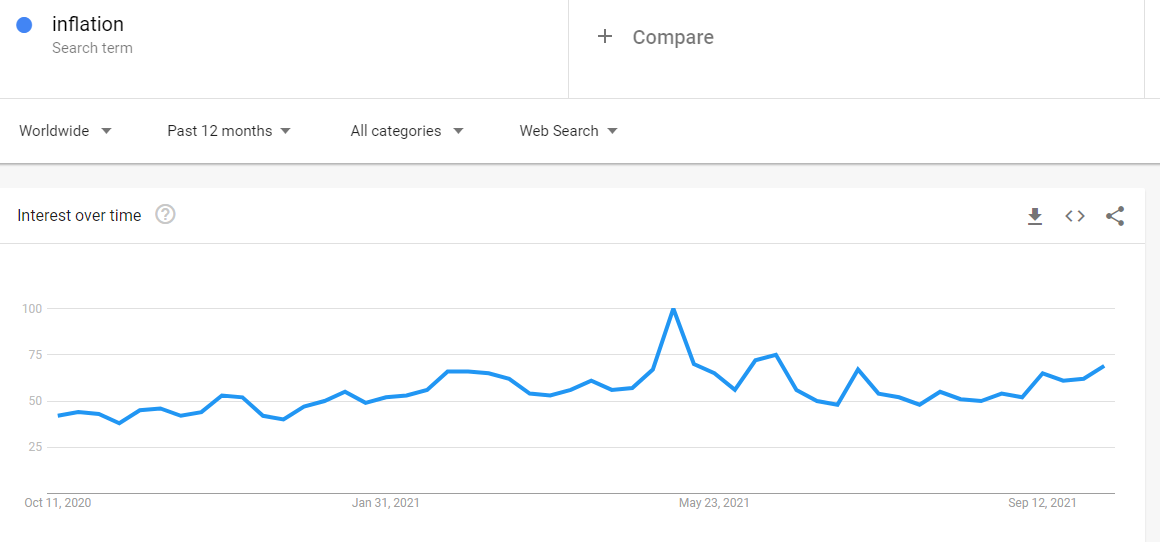 inflation
Search term
+ Compare
Worldwide
Past 12 months
All categories
Web Search
Interest over time
100
75
50
25
Oct 11, 2020
Jan 31, 2021
May 23, 2021
Sep 12, 2021